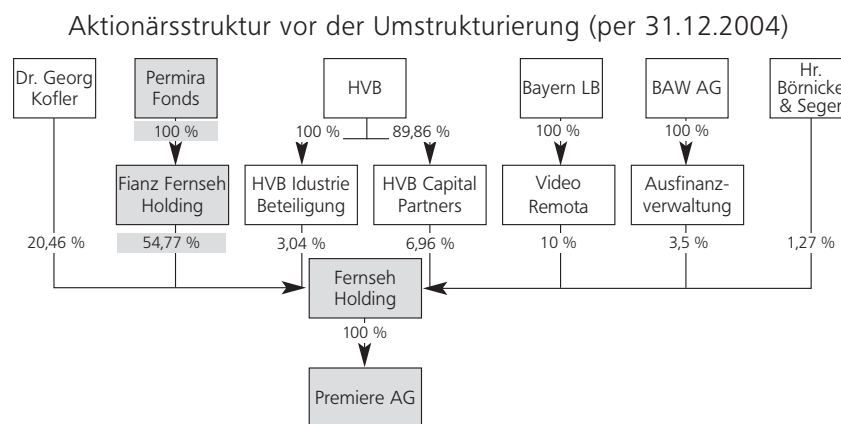 Aktionärsstruktur vor der Umstrukturierung (per 31.12.2004)
Dr. Georg
Kofler
Permira
Fonds
HVB
Bayern LB
BAW AG
Hr.
Börnicke
& Seger
100 %
100 %
89,86 %
100 %
100 %
Fianz Fernseh
Holding
HVB Idustrie
Beteiligung
HVB Capital
Partners
Video
Remota
Ausfinanz-
verwaltung
20,46 %
54,77 %
3,04 %
6,96 %
10 %
3,5 %
1,27 %
Fernseh
Holding
100 %
Premiere AG